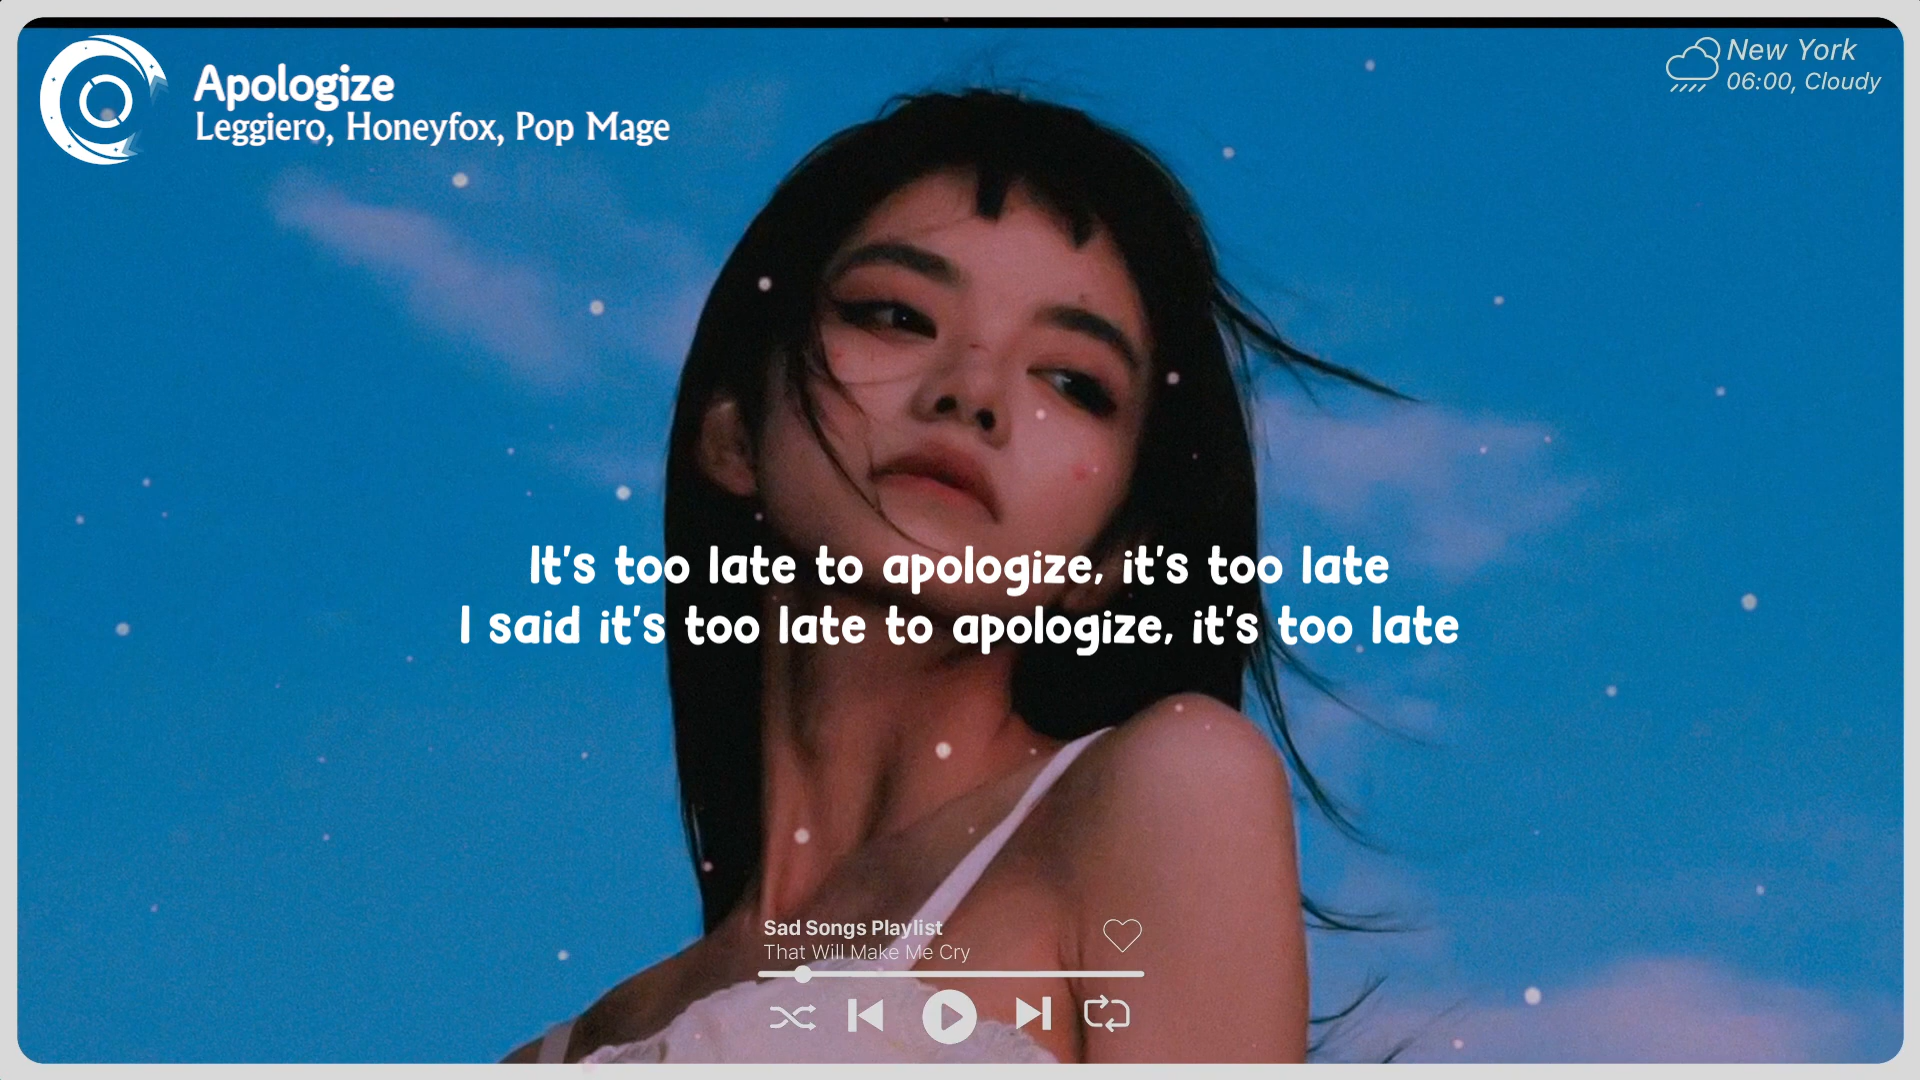 Apologize
Leggiero, Honeyfox, Pop Mage
New York
06:00, Cloudy
It's too late to apologize, it's too late
I said it's too late to apologize, it's too late
Sad Songs Playlist
That Will Make Me Cry